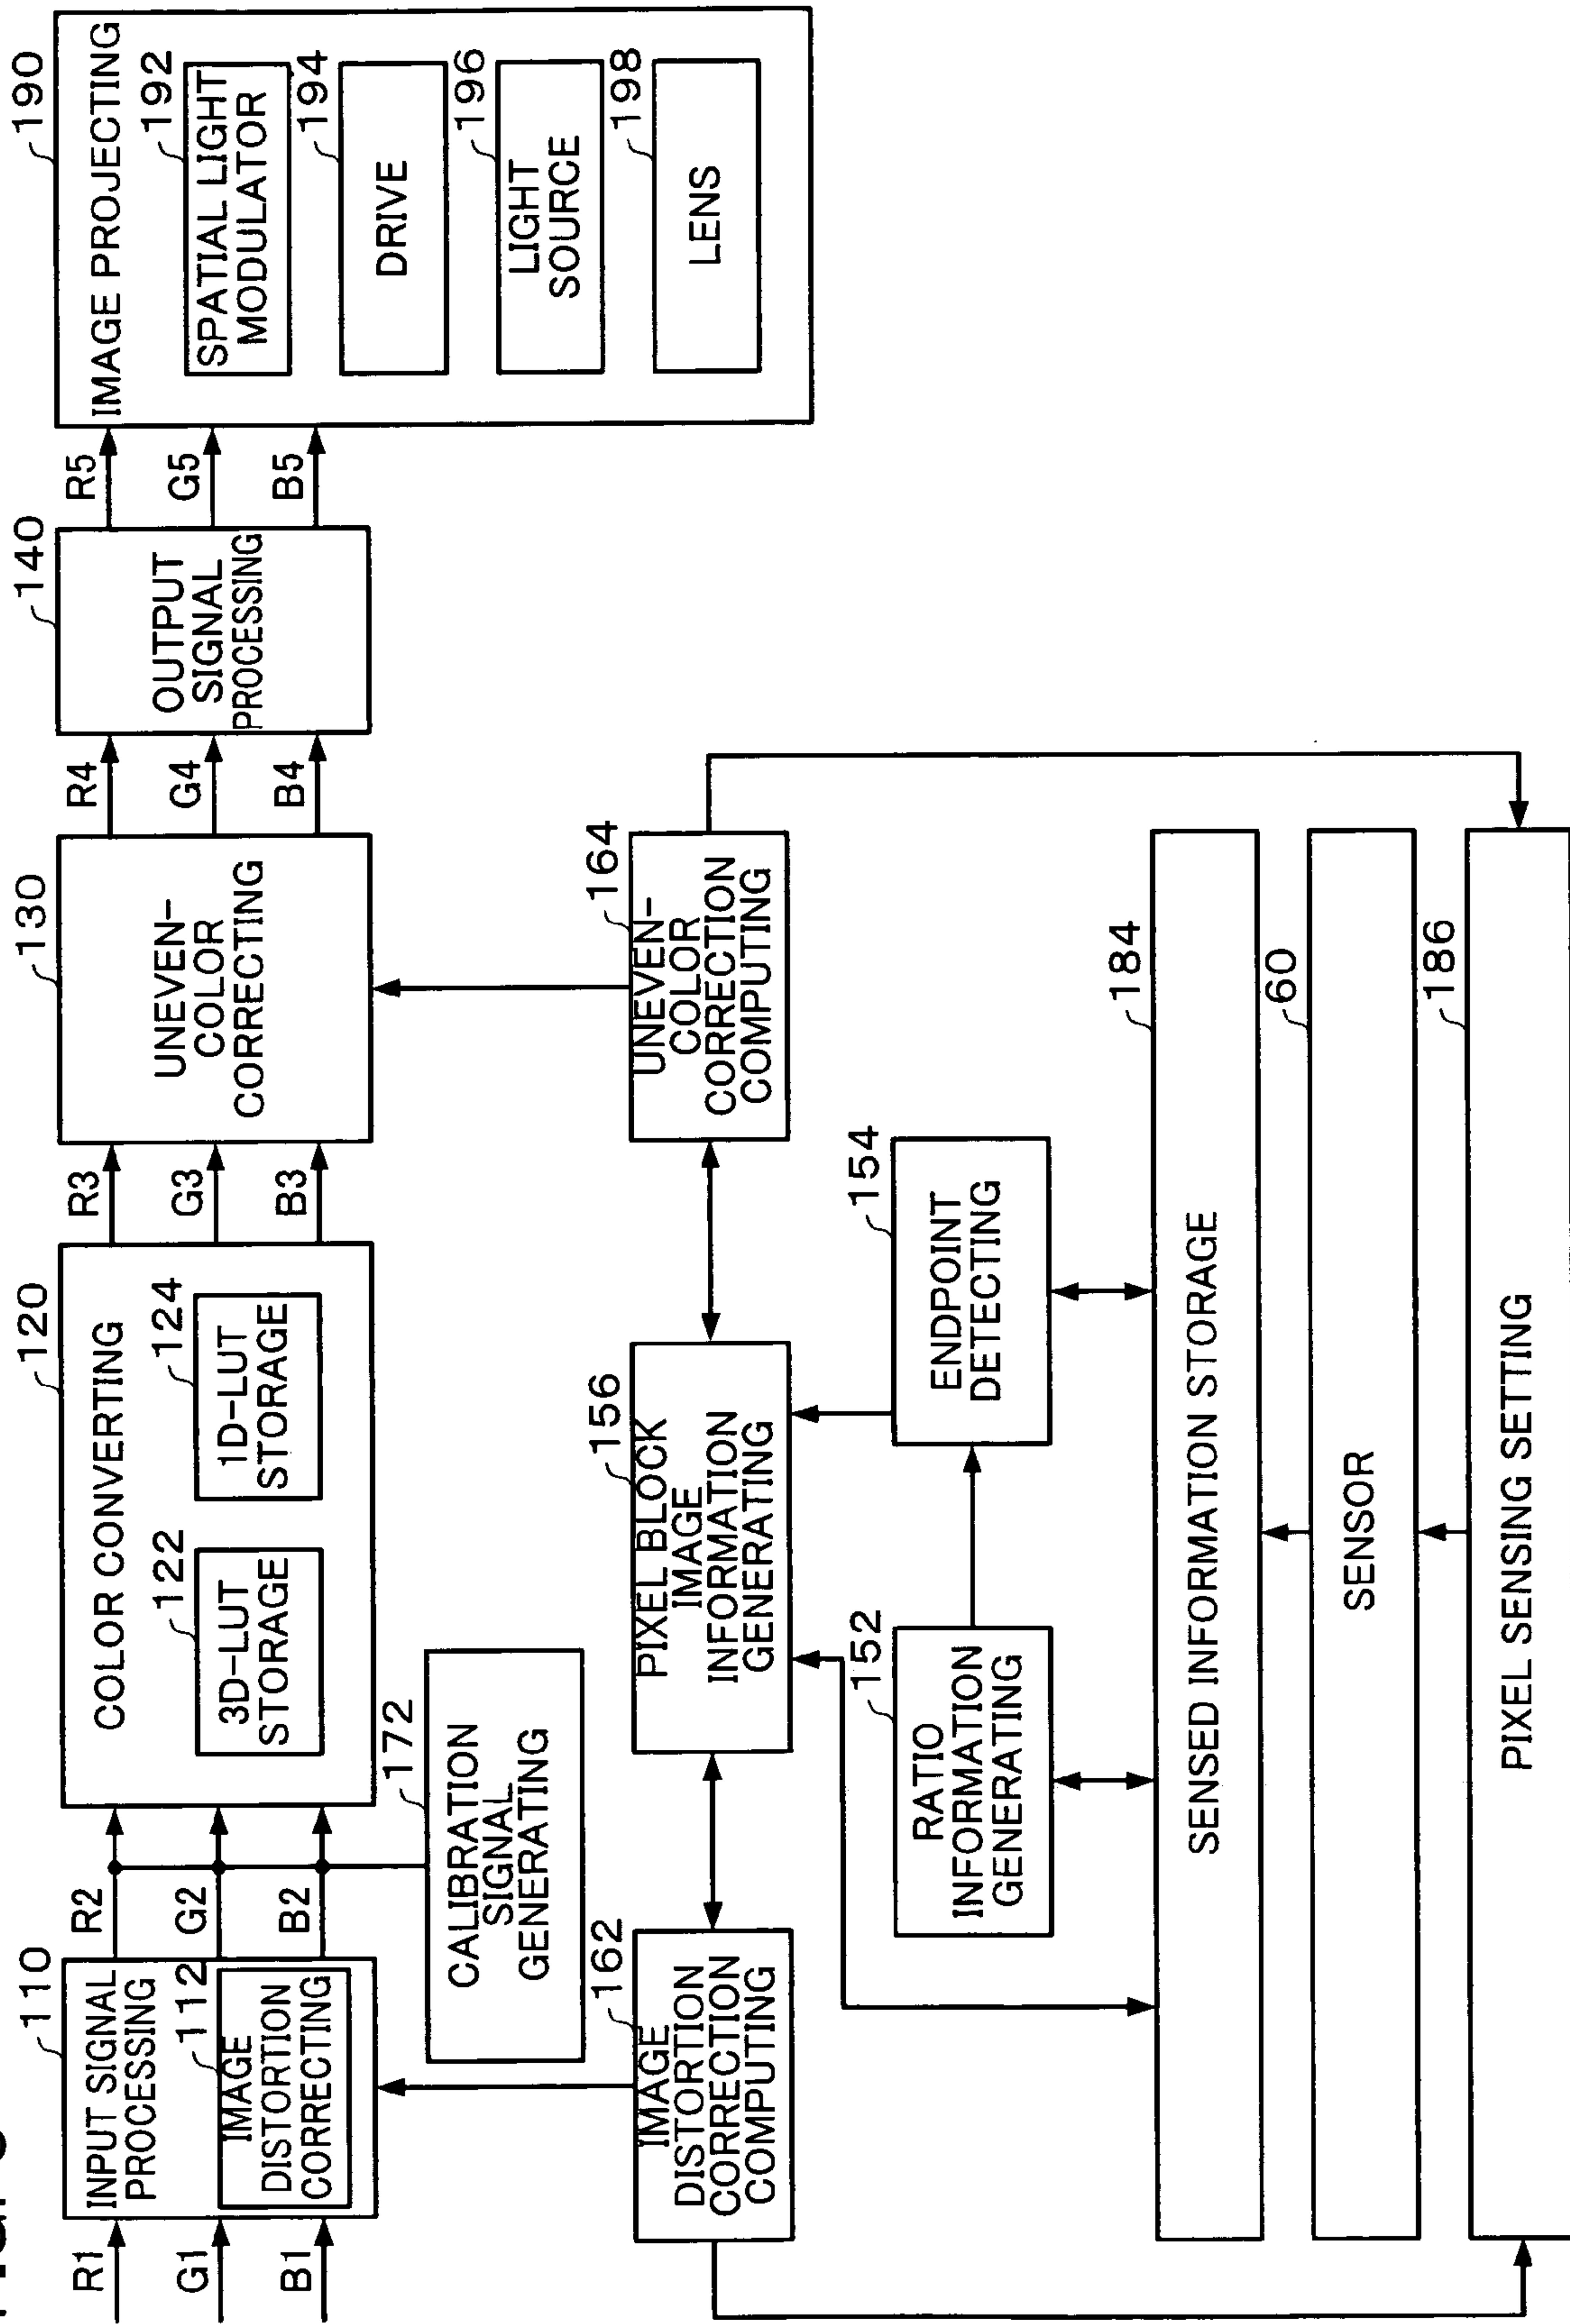 110
INPUT SIGNAL
PROCESSING
112
IMAGE
DISTORTION
CORRECTING
R1
G1
B1
R2
G2
B2
120
COLOR CONVERTING
122
3D-LUT
STORAGE
124
1D-LUT
STORAGE
R3
G3
B3
130
UNEVEN-
COLOR
CORRECTING
R4
G4
B4
140
OUTPUT
SIGNAL
PROCESSING
R5
G5
B5
190
IMAGE PROJECTING
192
SPATIAL LIGHT
MODULATOR
194
DRIVE
196
LIGHT
SOURCE
198
LENS
172
CALIBRATION
SIGNAL
GENERATING
162
IMAGE
DISTORTION
CORRECTION
COMPUTING
156
PIXEL BLOCK
IMAGE
INFORMATION
GENERATING
164
UNEVEN-
COLOR
CORRECTION
COMPUTING
152
RATIO
INFORMATION
GENERATING
154
ENDPOINT
DETECTING
184
SENSED INFORMATION STORAGE
60
SENSOR
186
PIXEL SENSING SETTING